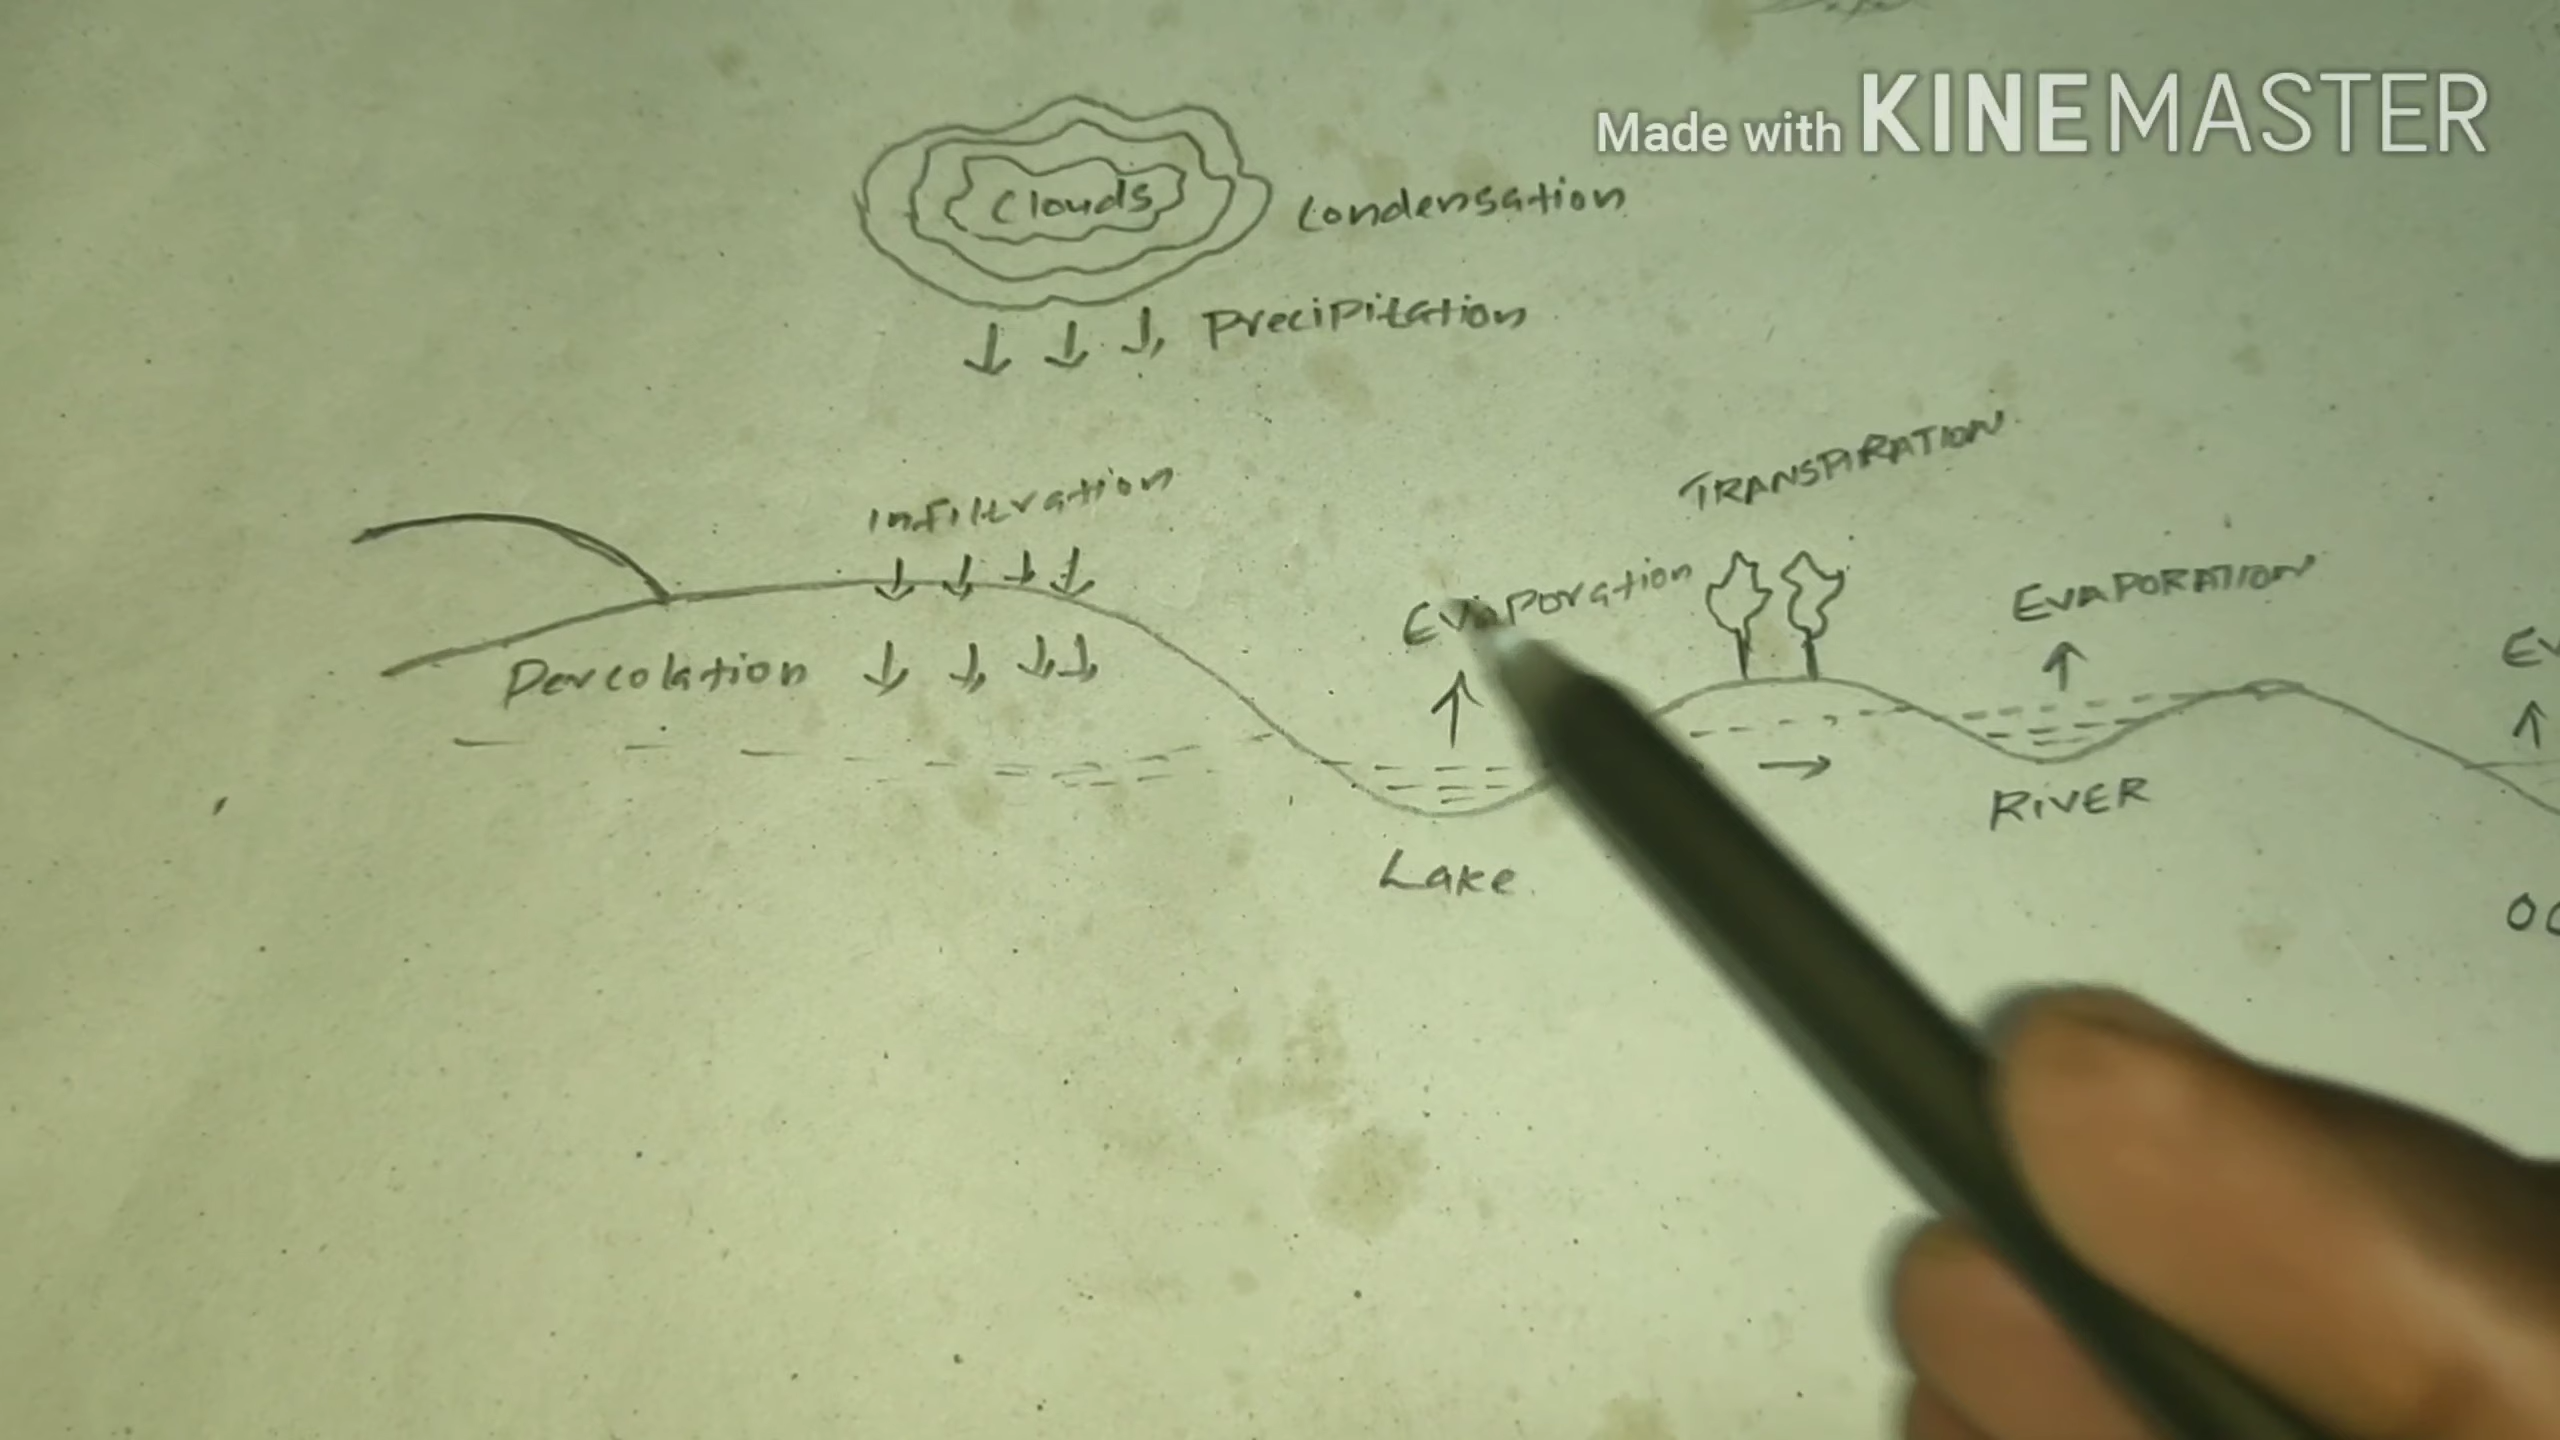 Made with KINEMASTER
Clouds
Condensation
Precipitation
TRANSPIRATION
Infiltration
Evaporation
EVAPORATION
Percolation
RIVER
Lake